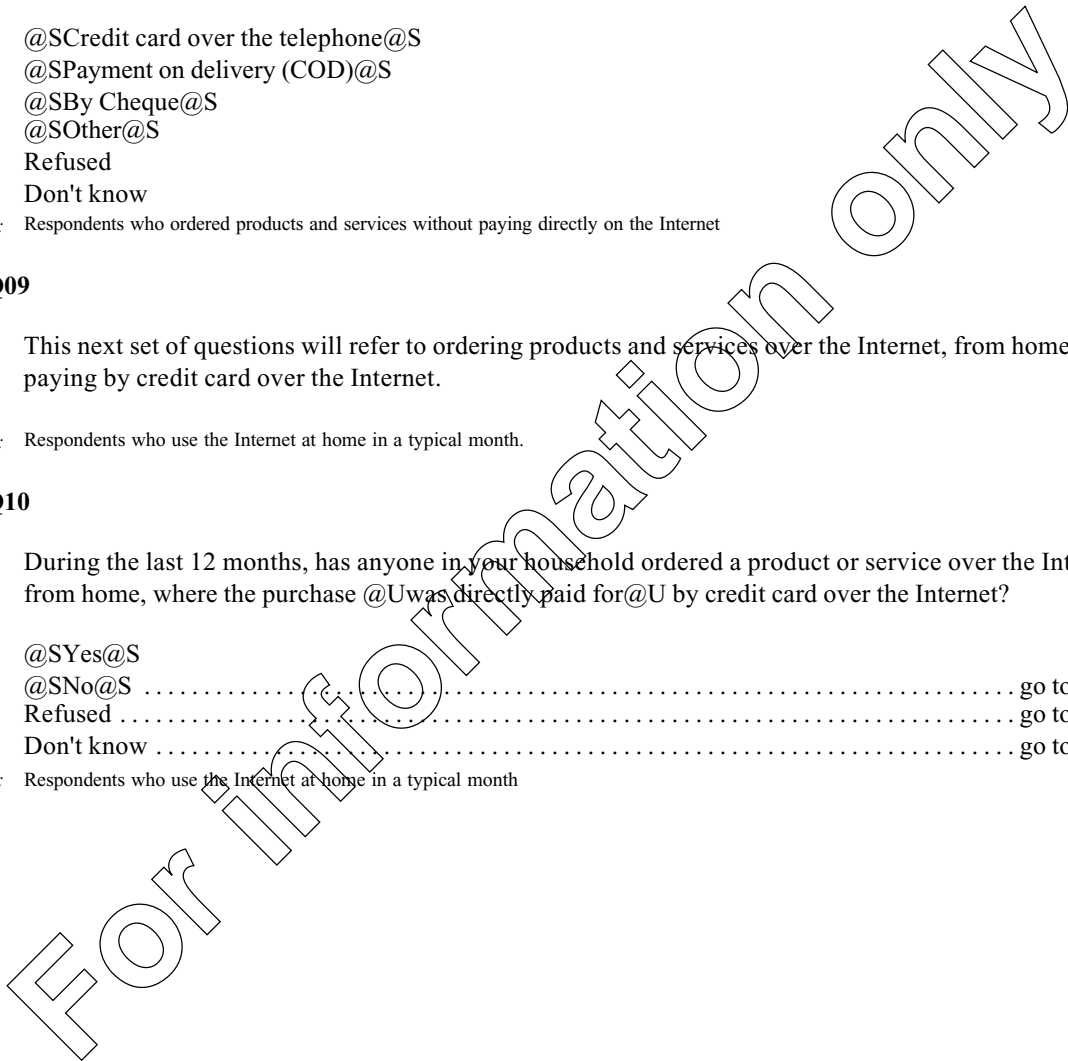 @SCredit card over the telephone@S
@SPayment on delivery (COD)@S
@SBy Cheque@S
@SOther@S
Refused
Don't know
Respondents who ordered products and services without paying directly on the Internet
09
This next set of questions will refer to ordering products and services over the Internet, from home
paying by credit card over the Internet.
Respondents who use the Internet at home in a typical month.
10
During the last 12 months, has anyone in your household ordered a product or service over the Int
from home, where the purchase @Uwas directly paid for@U by credit card over the Internet?
@SYes@S
@SNo@S . . . . . . . . . . . . . . . . . . . . . . . . . . . . . . go to
Refused . . . . . . . . . . . . . . . . . . . . . . . . . . . . . . go to
Don't know . . . . . . . . . . . . . . . . . . . . . . . . . . . . . . go to
Respondents who use the Internet at home in a typical month
For information only